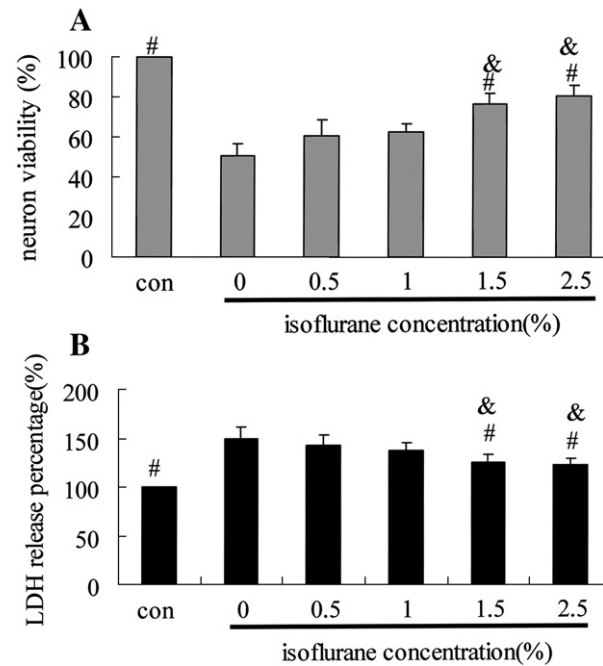 A
neuron viability (%)
100
80
60
40
20
0
#
&
#
&
#
con 0 0.5 1 1.5 2.5
isoflurane concentration(%)
B
LDH release percentage(%)
200
150
100
50
0
#
&
#
&
#
con 0 0.5 1 1.5 2.5
isoflurane concentration(%)